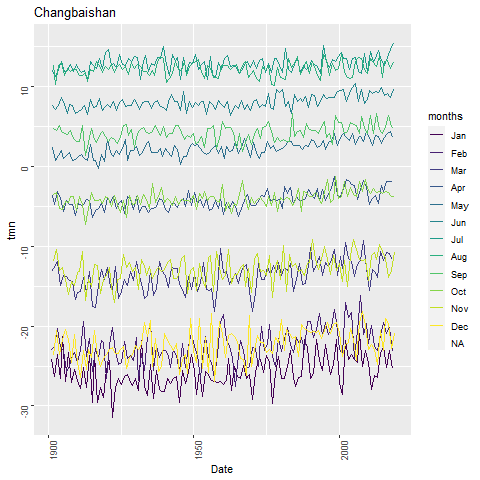 Changbaishan
10
0
-10
-20
-30
tmn
1900
1950
2000
Date
months
Jan
Feb
Mar
Apr
May
Jun
Jul
Aug
Sep
Oct
Nov
Dec
NA